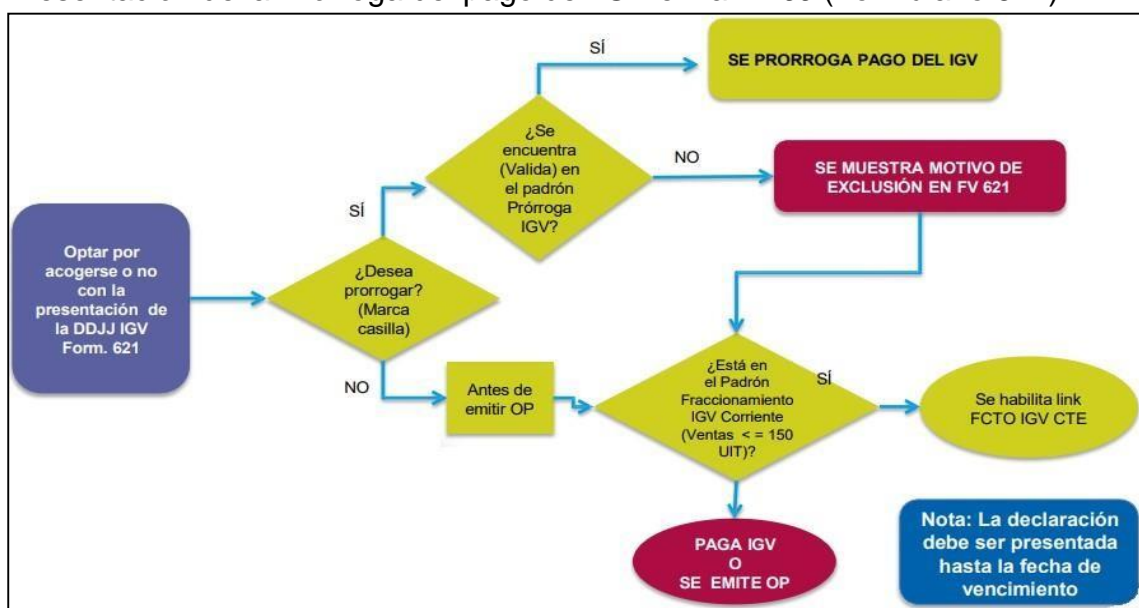 SÍ
SE PRORROGA PAGO DEL IGV
¿Se
encuentra
(Valida) en
el padrón
Prórroga
IGV?
NO
SE MUESTRA MOTIVO DE
EXCLUSIÓN EN FV 621
SÍ
Optar por
acogerse o no
con la
presentación de
la DDJJ IGV
Form. 621
¿Desea
prorrogar?
(Marca
casilla)
NO
Antes de
emitir OP
¿Está en
el Padrón
Fraccionamiento
IGV Corriente
(Ventas < = 150
UIT)?
SÍ
Se habilita link
FCTO IGV CTE
PAGA IGV
O
SE EMITE OP
Nota: La declaración
debe ser presentada
hasta la fecha de
vencimiento